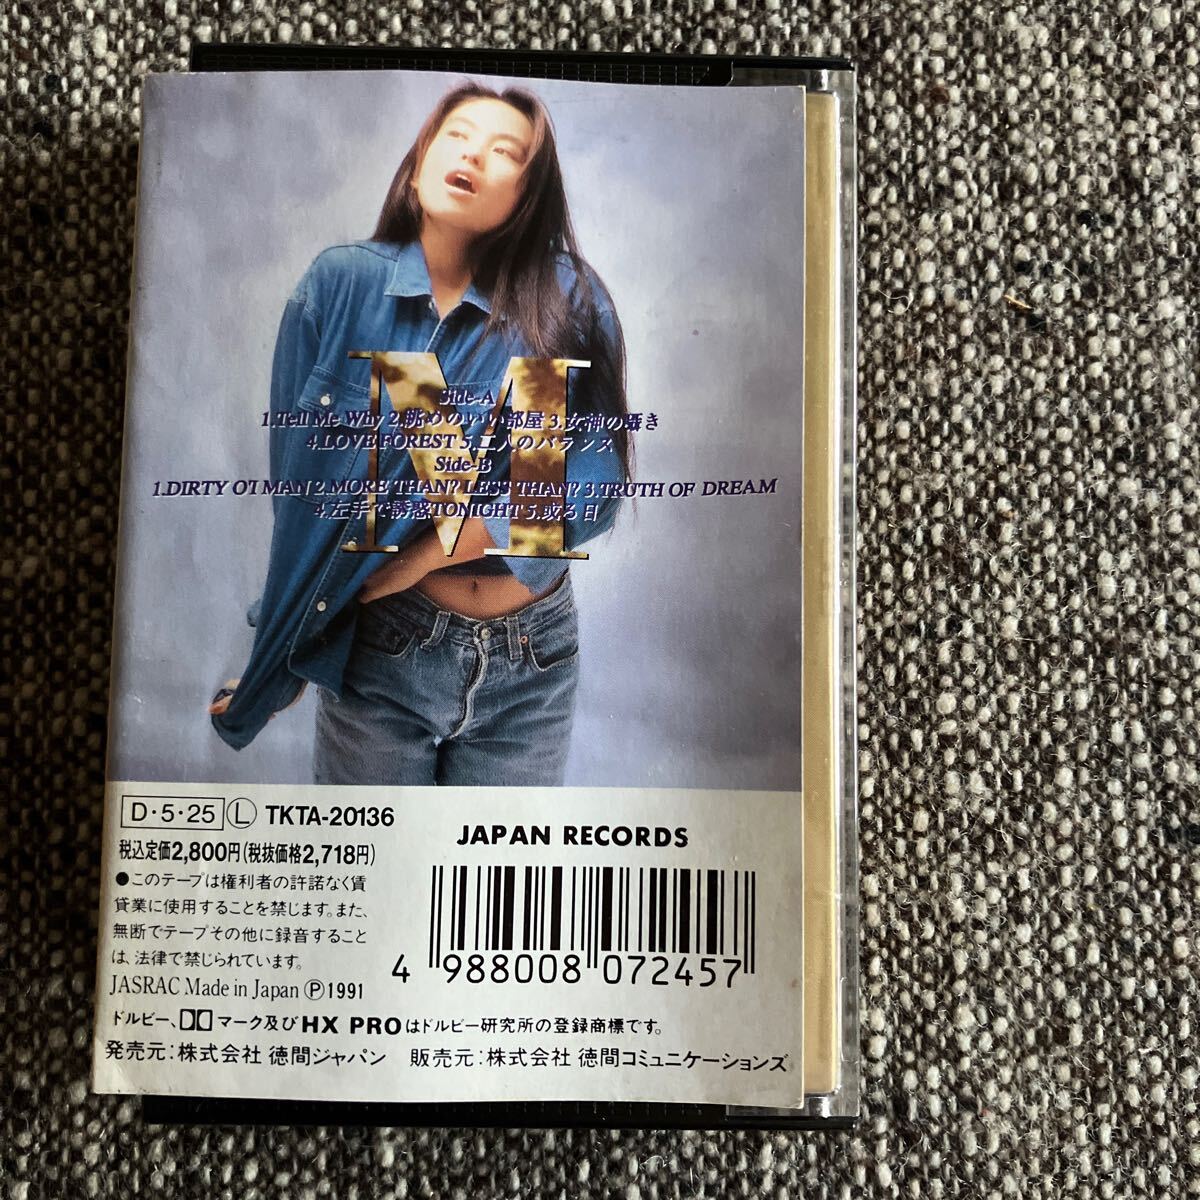 M
Side-A
1.Tell Me Why 2.眺めのいい部屋 3.女神の囁き
4.LOVE FOREST 5.二人のバランス
Side-B
1.DIRTY O'l MAN 2.MORE THAN? LESS THAN? 3.TRUTH OF DREAM
4.左手で誘惑TONIGHT 5.或る日
D・5・25 Ⓛ TKTA-20136
税込定価2,800円(税抜価格2,718円)
●このテープは権利者の許諾なく賃
貸業に使用することを禁じます。また、
無断でテープその他に録音すること
は、法律で禁じられています。
JASRAC Made in Japan Ⓟ1991
JAPAN RECORDS
4 988008 072457
ドルビー、マーク及びHX PROはドルビー研究所の登録商標です。
発売元:株式会社 徳間ジャパン 販売元:株式会社 徳間コミュニケーションズ